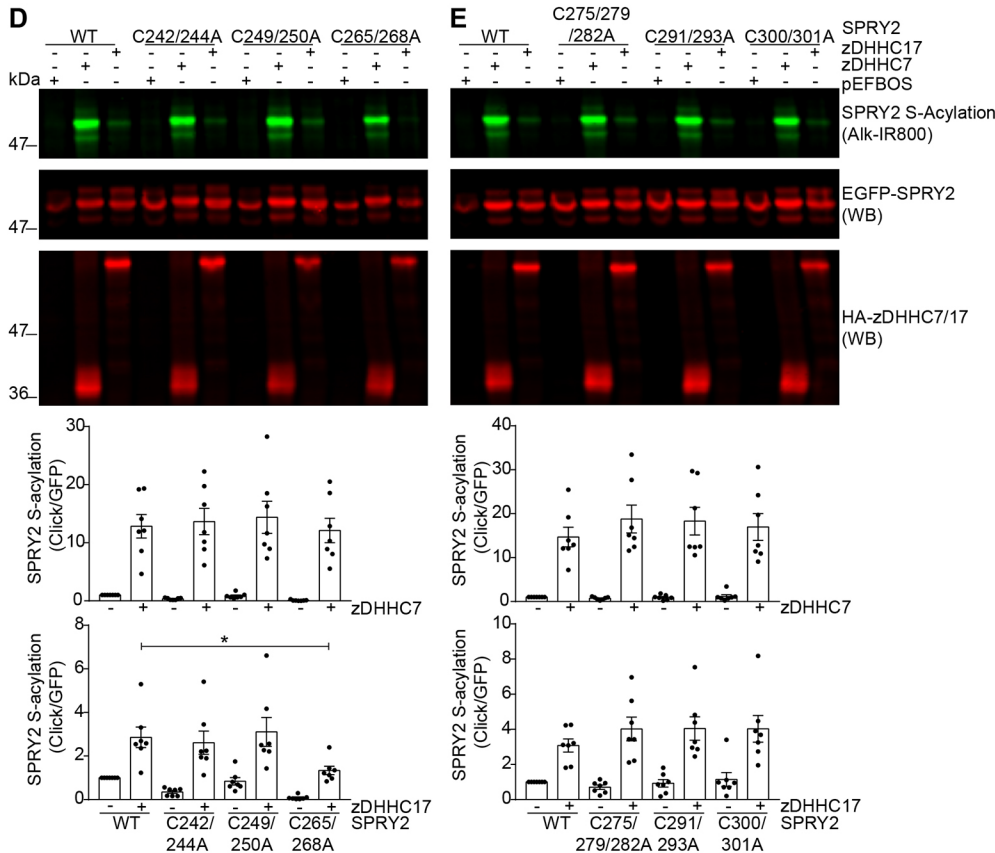 D
WT C242/244A C249/250A C265/268A
- - + - - + - - + - - +
- + - - + - - + - - + -
+ - - + - - + - - + - -
kDa
47
47
47
36
E
C275/279
WT /282A C291/293A C300/301A SPRY2
- - + - - + - - + - - + zDHHC17
- + - - + - - + - - + - zDHHC7
+ - - + - - + - - + - - pEFBOS
SPRY2 S-Acylation
(Alk-IR800)
EGFP-SPRY2
(WB)
HA-zDHHC7/17
(WB)
SPRY2 S-acylation
(Click/GFP)
30
20
10
0
- + - + - + - + zDHHC7
SPRY2 S-acylation
(Click/GFP)
40
30
20
10
0
- + - + - + - + zDHHC7
SPRY2 S-acylation
(Click/GFP)
8
6
4
2
0
*
- + - + - + - + zDHHC17
WT C242/ C249/ C265/ SPRY2
244A 250A 268A
SPRY2 S-acylation
(Click/GFP)
10
8
6
4
2
0
- + - + - + - + zDHHC17
WT C275/ C291/ C300/ SPRY2
279/282A 293A 301A